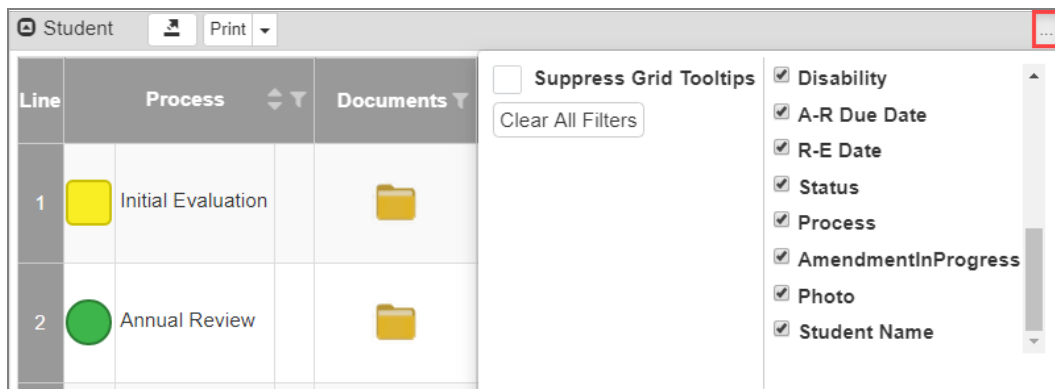 Student Print ...
Line Process Documents
Suppress Grid Tooltips
Clear All Filters
Disability
A-R Due Date
R-E Date
Status
Process
AmendmentInProgress
Photo
Student Name
1 Initial Evaluation
2 Annual Review